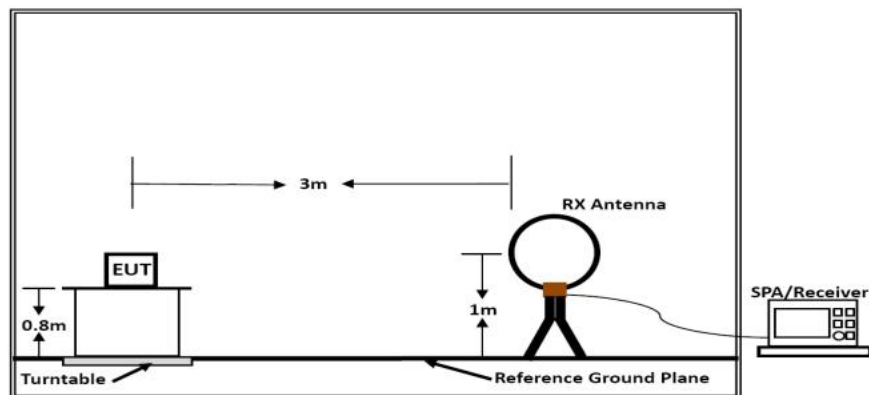 3m
RX Antenna
EUT
SPA/Receiver
0.8m
1m
Turntable
Reference Ground Plane